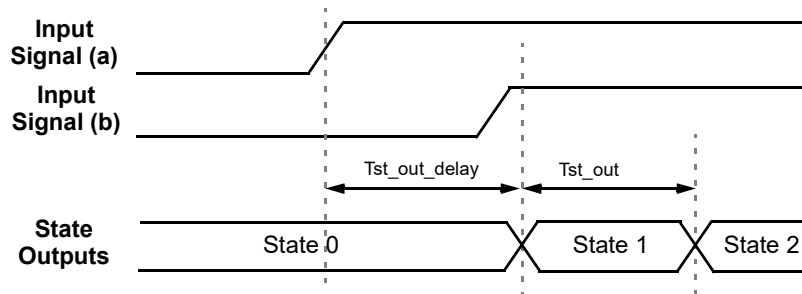 Input
Signal (a)
Input
Signal (b)
Tst_out_delay
Tst_out
State
Outputs
State 0
State 1
State 2